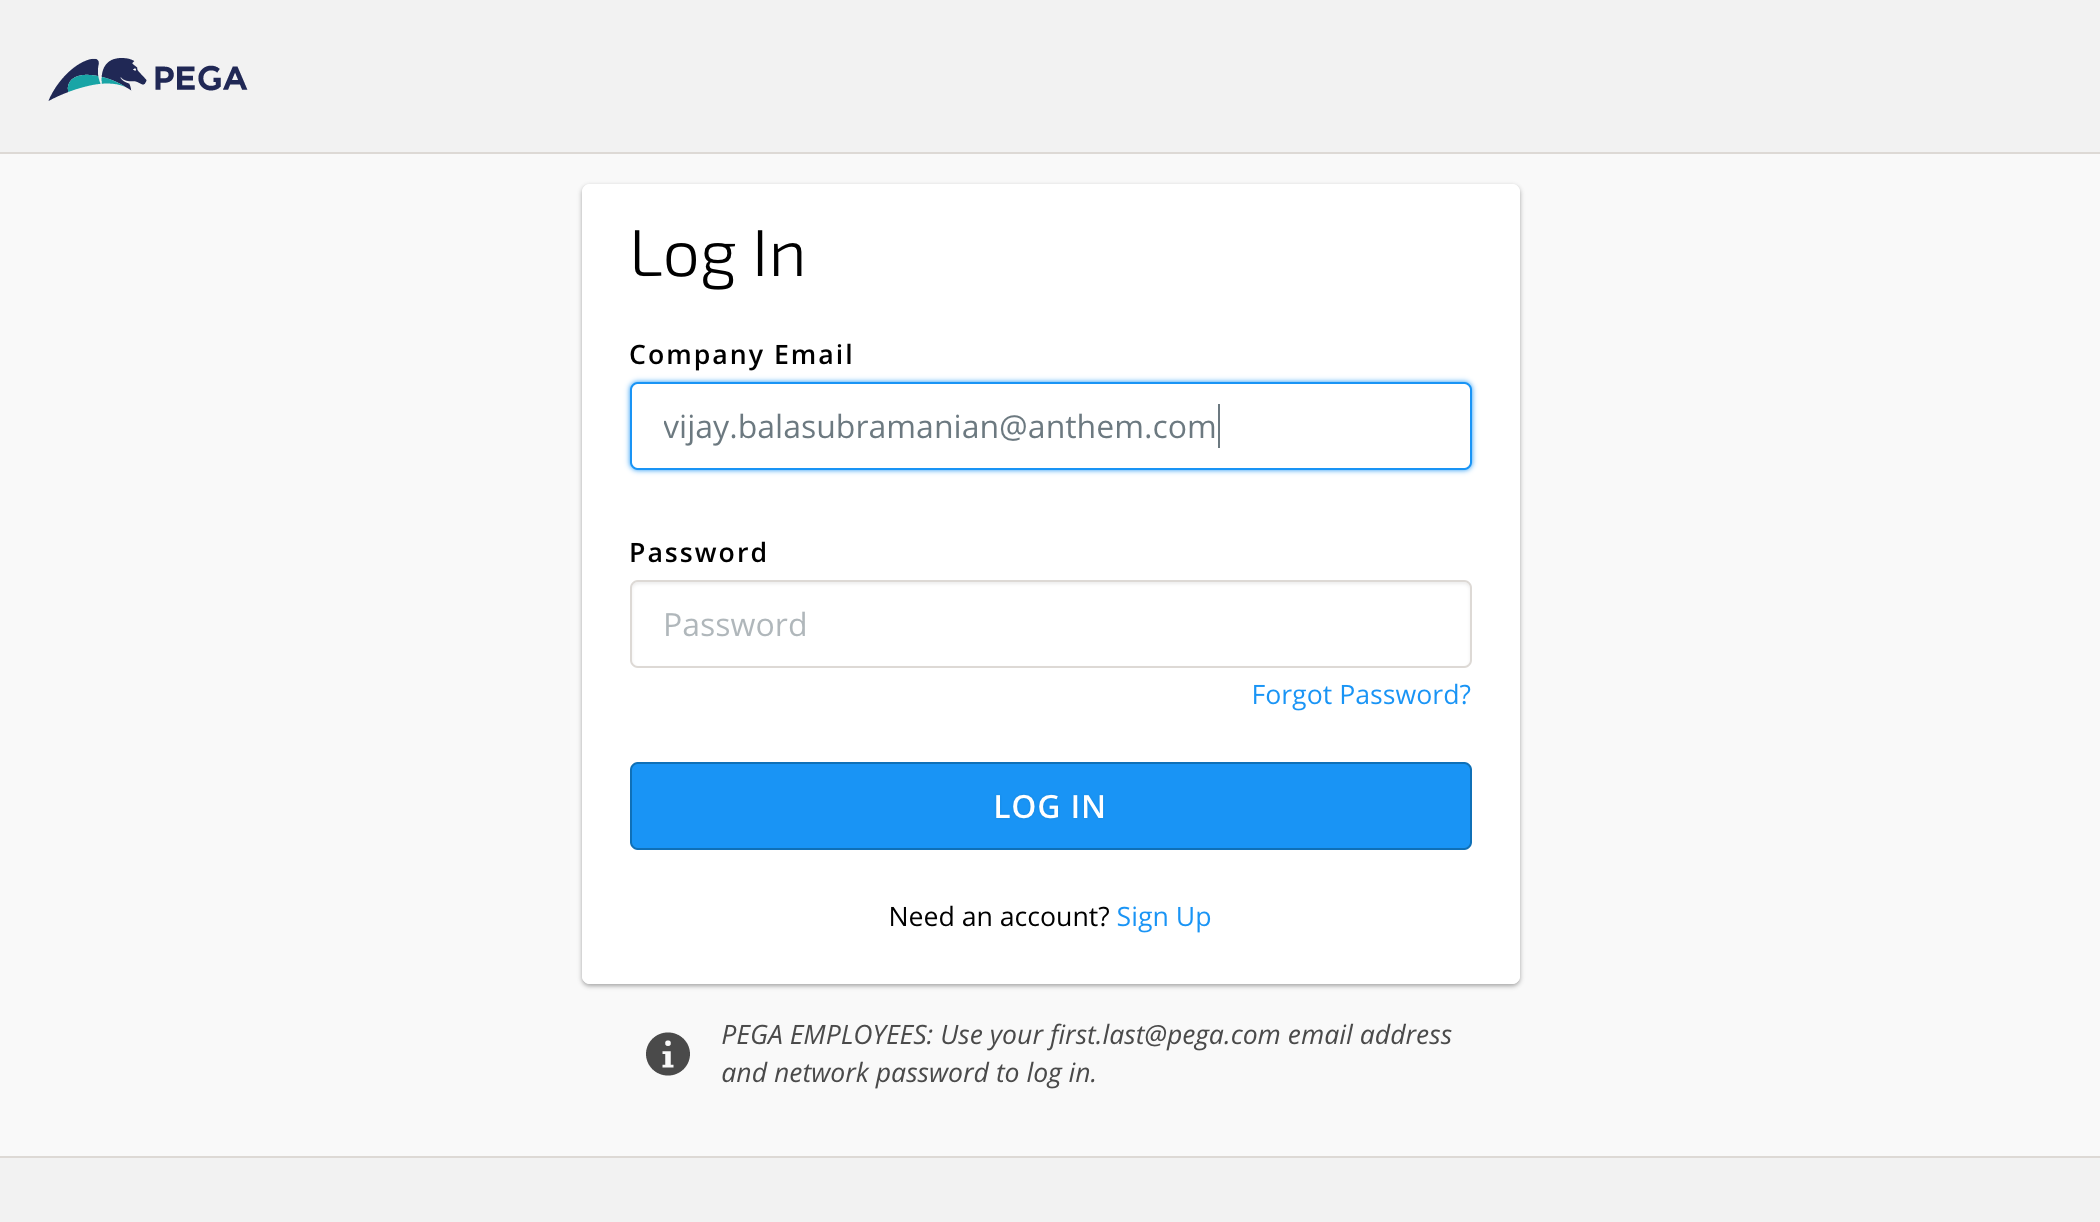 PEGA
Log In
Company Email
vijay.balasubramanian@anthem.com
Password
Password
Forgot Password?
LOG IN
Need an account? Sign Up
PEGA EMPLOYEES: Use your first.last@pega.com email address
and network password to log in.